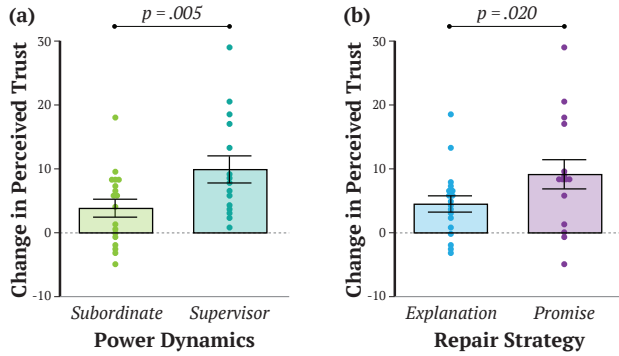 (a)
p = .005
Change in Perceived Trust
30
20
10
0
-10
Subordinate Supervisor
Power Dynamics
(b)
p = .020
Change in Perceived Trust
30
20
10
0
-10
Explanation Promise
Repair Strategy